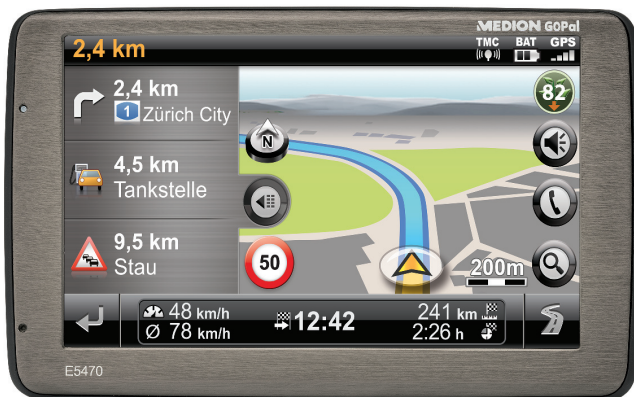 MEDION GOPal
2,4 km
TMC BAT GPS
2,4 km
1 Zürich City
82
4,5 km
Tankstelle
N
9,5 km
Stau
50
200m
48 km/h
Ø 78 km/h
12:42
241 km
2:26 h
E5470